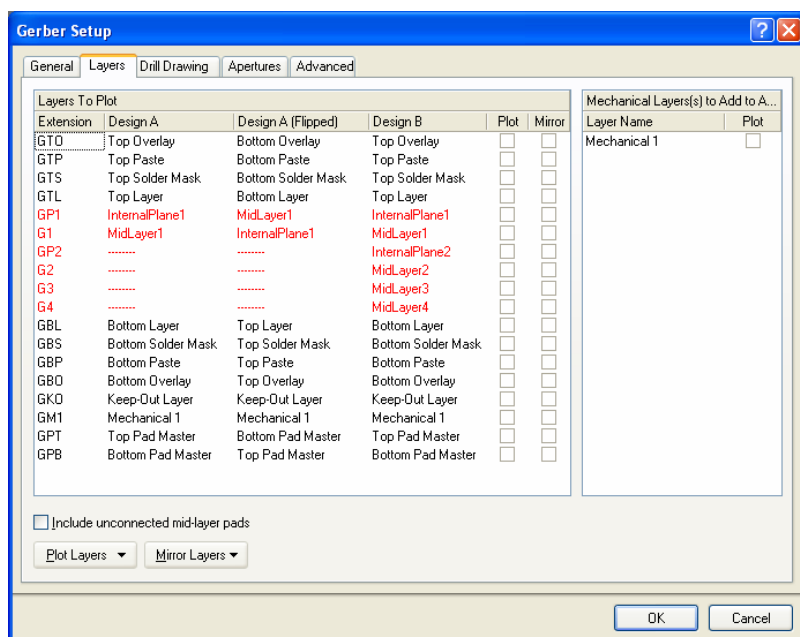 Gerber Setup
General Layers Drill Drawing Apertures Advanced
Layers To Plot Mechanical Layers(s) to Add to A...
Extension Design A Design A (Flipped) Design B Plot Mirror Layer Name Plot
GTO Top Overlay Bottom Overlay Top Overlay Mechanical 1
GTP Top Paste Bottom Paste Top Paste
GTS Top Solder Mask Bottom Solder Mask Top Solder Mask
GTL Top Layer Bottom Layer Top Layer
GP1 InternalPlane1 MidLayer1 InternalPlane1
G1 MidLayer1 InternalPlane1 MidLayer1
GP2 -------- -------- InternalPlane2
G2 -------- -------- MidLayer2
G3 -------- -------- MidLayer3
G4 -------- -------- MidLayer4
GBL Bottom Layer Top Layer Bottom Layer
GBS Bottom Solder Mask Top Solder Mask Bottom Solder Mask
GBP Bottom Paste Top Paste Bottom Paste
GBO Bottom Overlay Top Overlay Bottom Overlay
GKO Keep-Out Layer Keep-Out Layer Keep-Out Layer
GM1 Mechanical 1 Mechanical 1 Mechanical 1
GPT Top Pad Master Bottom Pad Master Top Pad Master
GPB Bottom Pad Master Top Pad Master Bottom Pad Master
Include unconnected mid-layer pads
Plot Layers Mirror Layers
OK Cancel